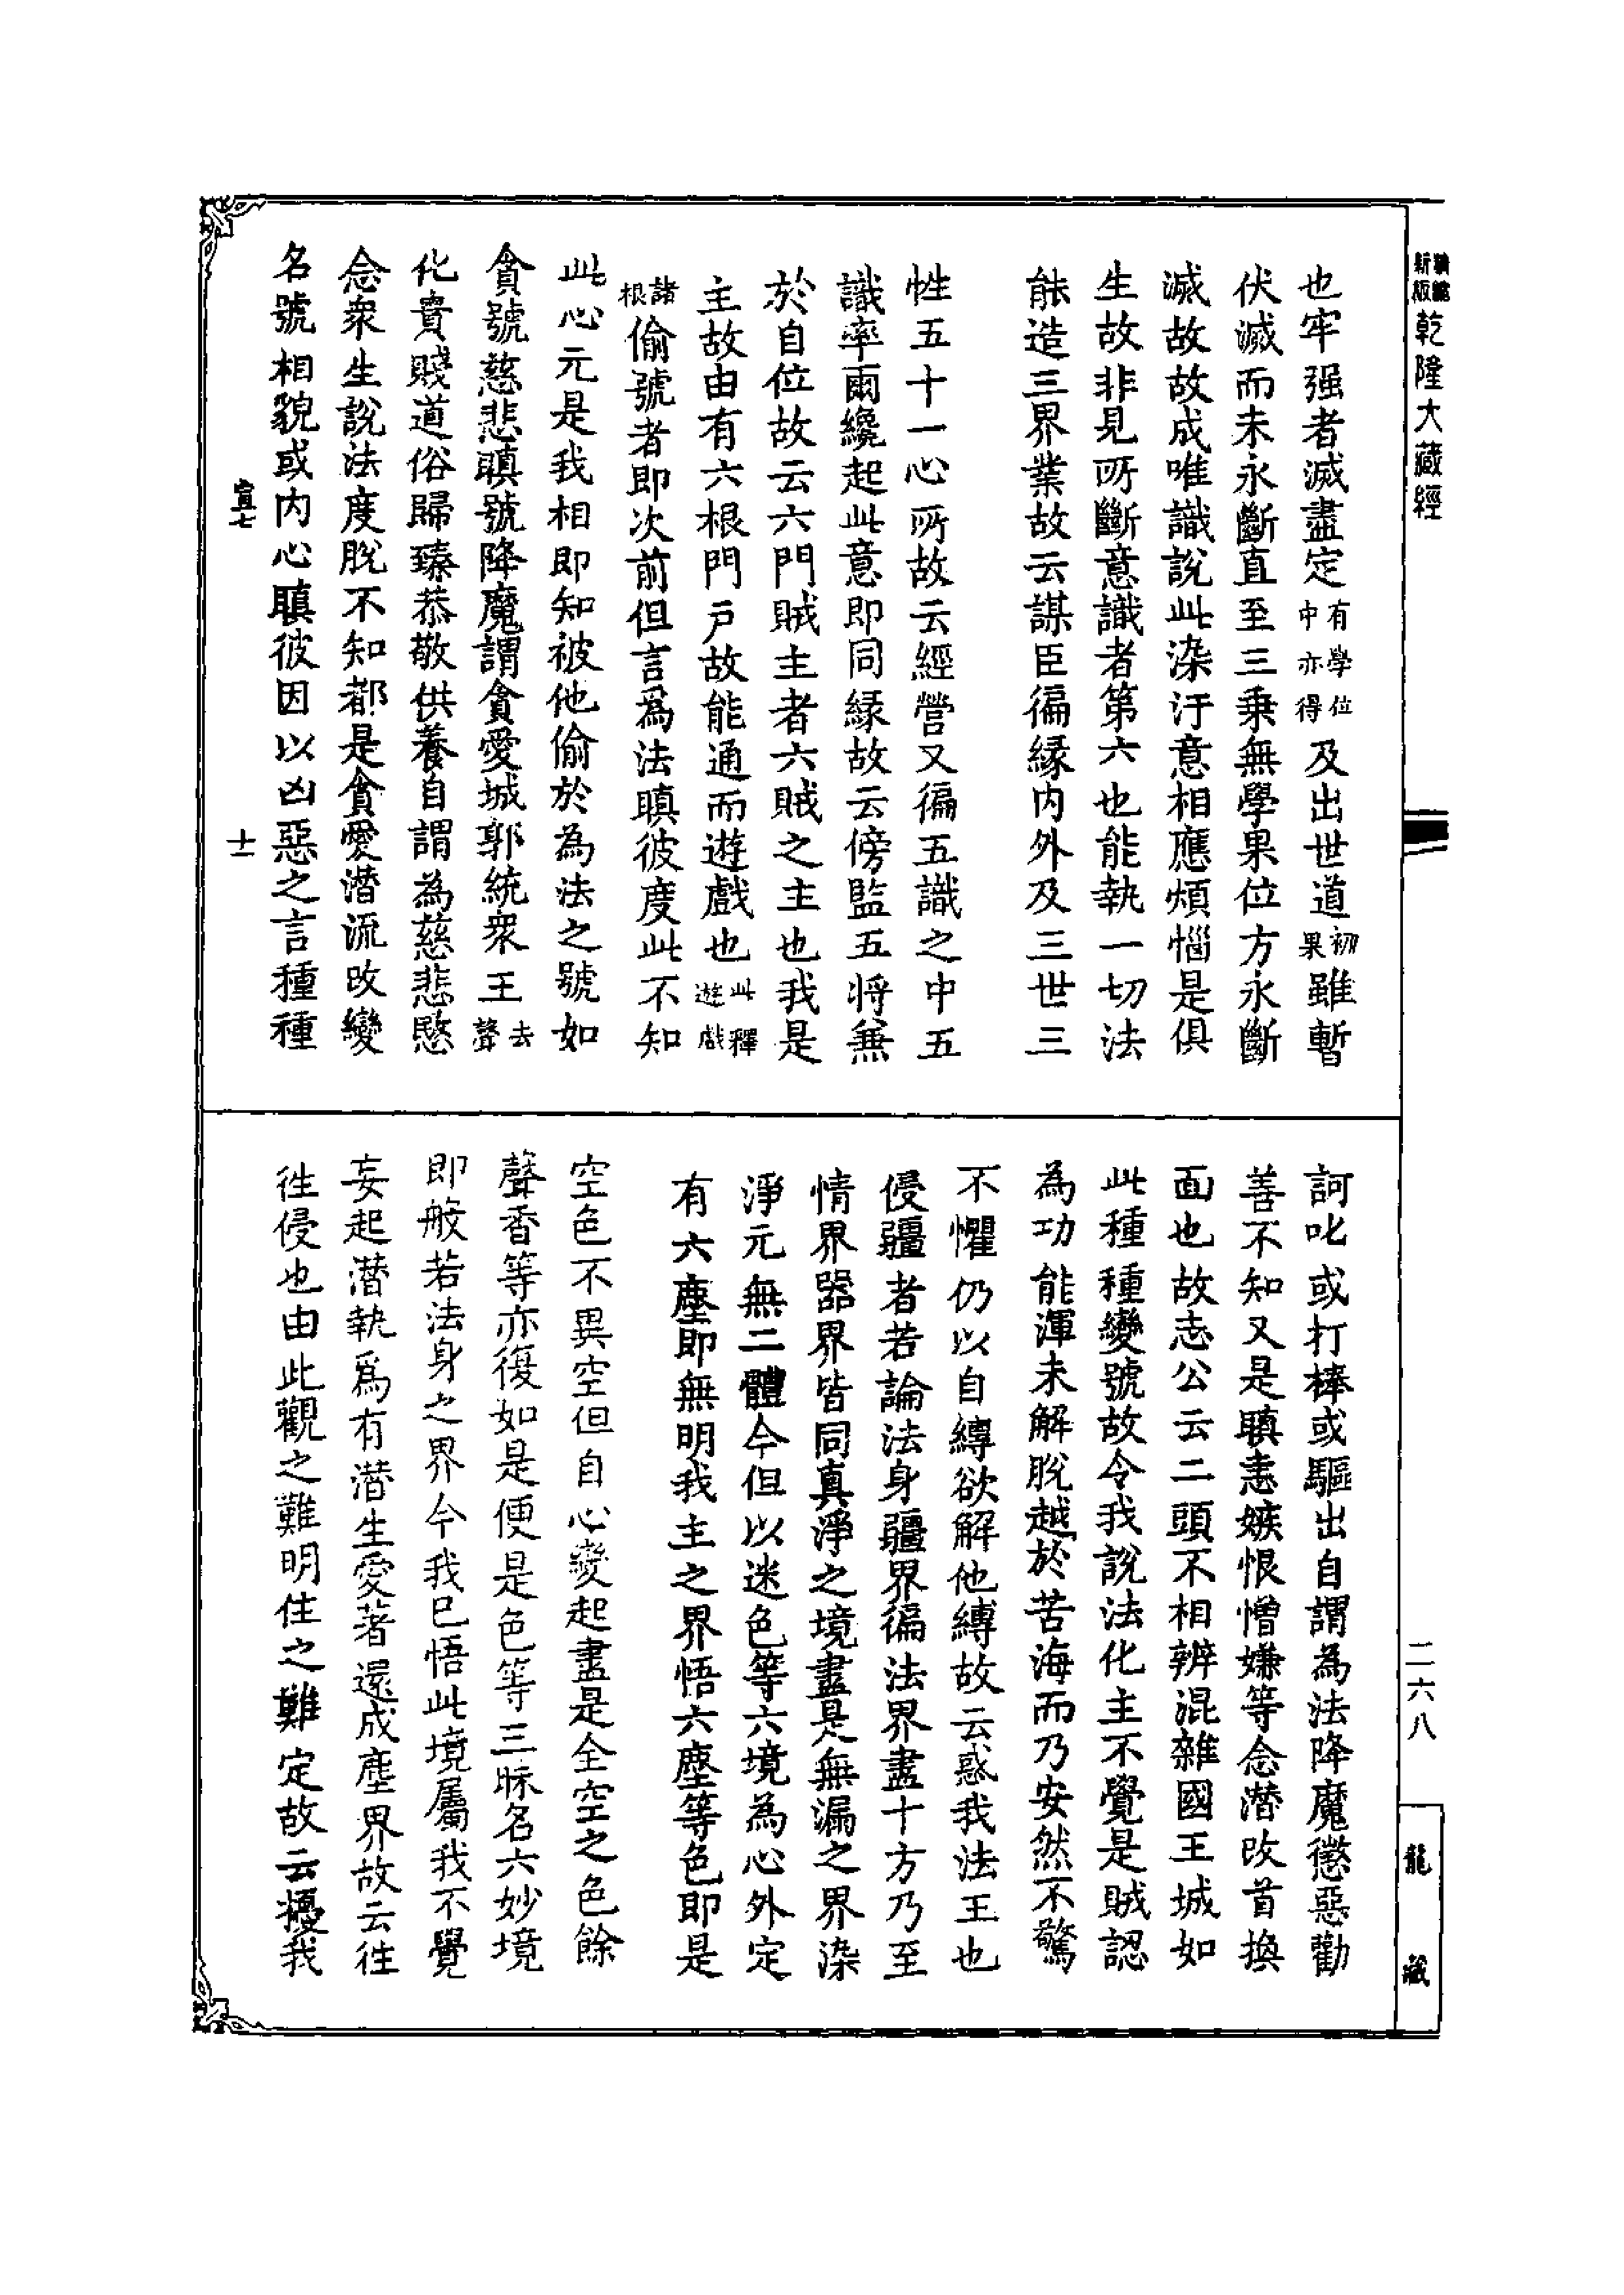 新版 乾隆大藏經
也牢强者滅盡定有學位中亦得及出世道初果雖暫
伏滅而未永斷直至三乗無學果位方永斷
滅故故成唯識說此染汙意相應煩惱是俱
生故非見所斷意識者第六也能執一切法
能造三界業故云謀臣徧縁内外及三世三
性五十一心所故云經營又徧五識之中五
識率爾纔起此意即同縁故云傍監五将兼
於自位故云六門賊主者六賊之主也我是
主故由有六根門戸故能通而遊戲也此釋遊戲
諸根偷號者即次前但言爲法瞋彼度此不知
此心元是我相即知被他偷於為法之號如
貪號慈悲瞋號降魔謂貪愛城郭統衆王去聲
化貴賤道俗歸臻恭敬供養自謂為慈悲愍
念衆生說法度脫不知都是貪愛潜流改變
名號相貌或内心瞋彼因以凶惡之言種種
宣七
十一
訶叱或打棒或驅出自謂為法降魔懲惡勸
善不知又是瞋恚嫉恨憎嫌等念潜改首換
面也故志公云二頭不相辨混雜國王城如
此種種變號故令我說法化主不覺是賊認
為功能渾未解脫越於苦海而乃安然不驚
不懼仍以自縛欲解他縛故云惑我法王也
侵疆者若論法身疆界徧法界盡十方乃至
情界器界皆同真淨之境盡是無漏之界染
淨元無二體今但以迷色等六境為心外定
有六塵即無明我主之界悟六塵等色即是
空色不異空但自心變起盡是全空之色餘
聲香等亦復如是便是色等三昧名六妙境
即般若法身之界今我巳悟此境屬我不覺
妄起潜執爲有潜生愛著還成塵界故云徃
徃侵也由此觀之難明住之難定故云擾我
二六八
龍藏